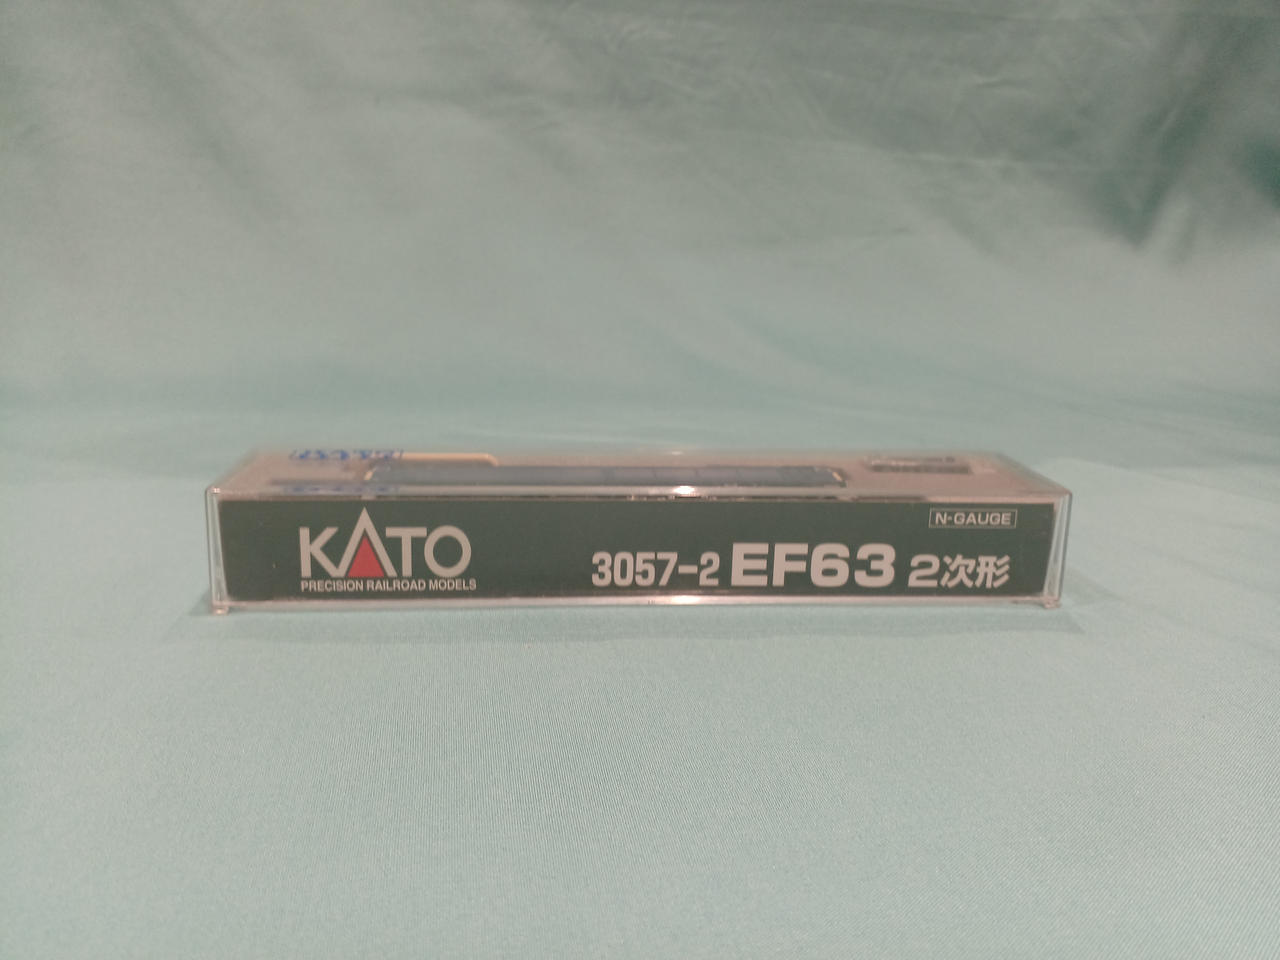 N-GAUGE
KATO
PRECISION RAILROAD MODELS
3057-2 EF63 2次形